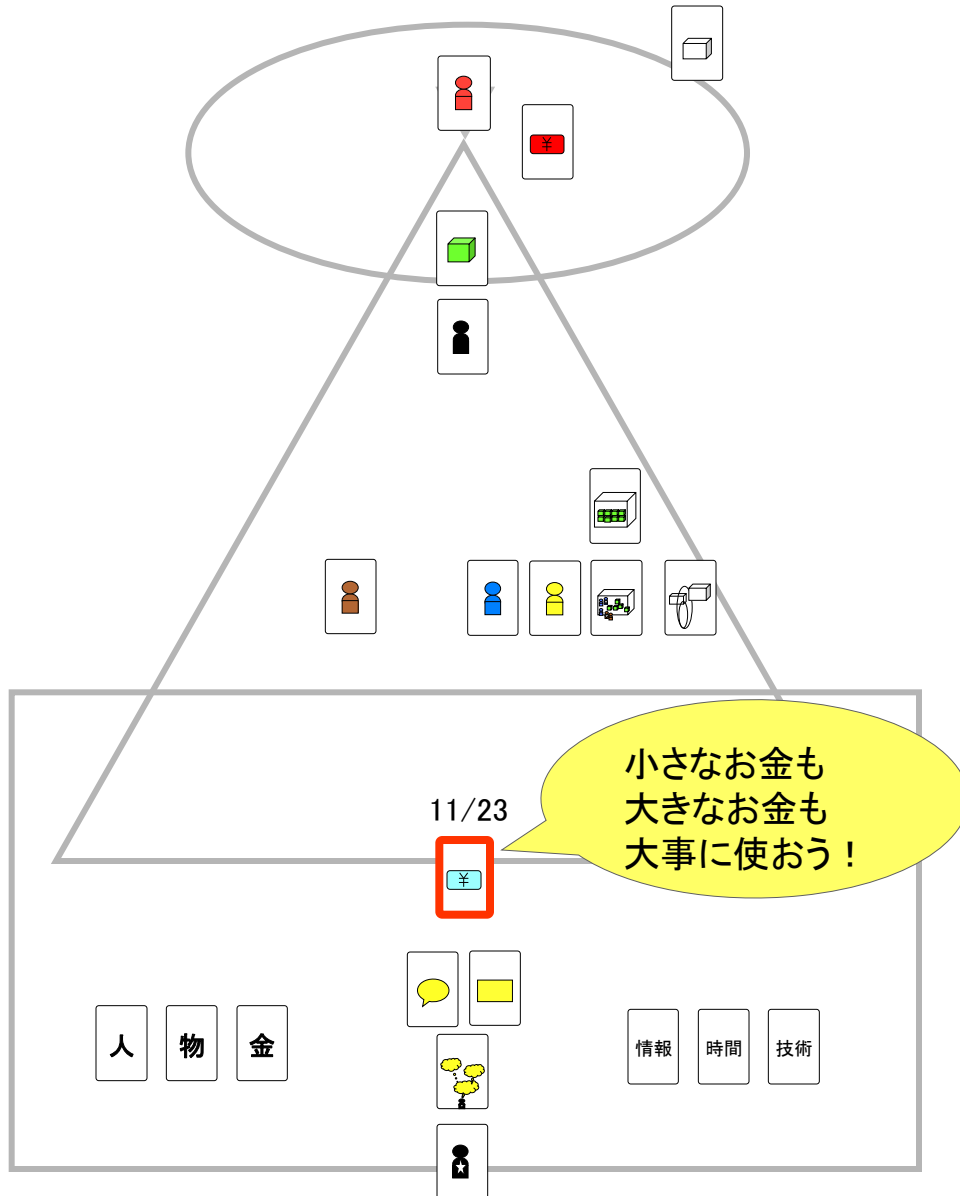 ¥
¥
11/23
小さなお金も
大きなお金も
大事に使おう！
人 物 金
情報 時間 技術